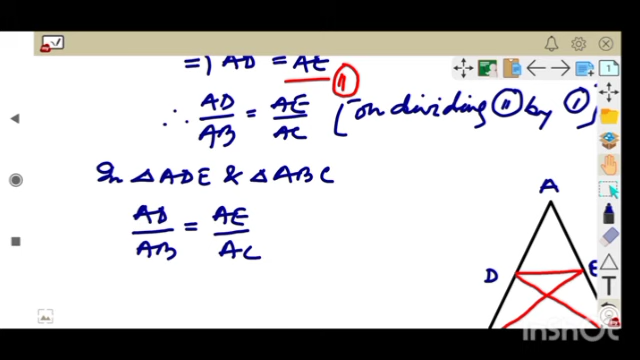 =) AD = AE
(11)
∴ AD/AB = AE/AC [on dividing (11) by (1)]
In △ ADE & △ ABC
AD/AB = AE/AC
A
D E
1
T
InShot